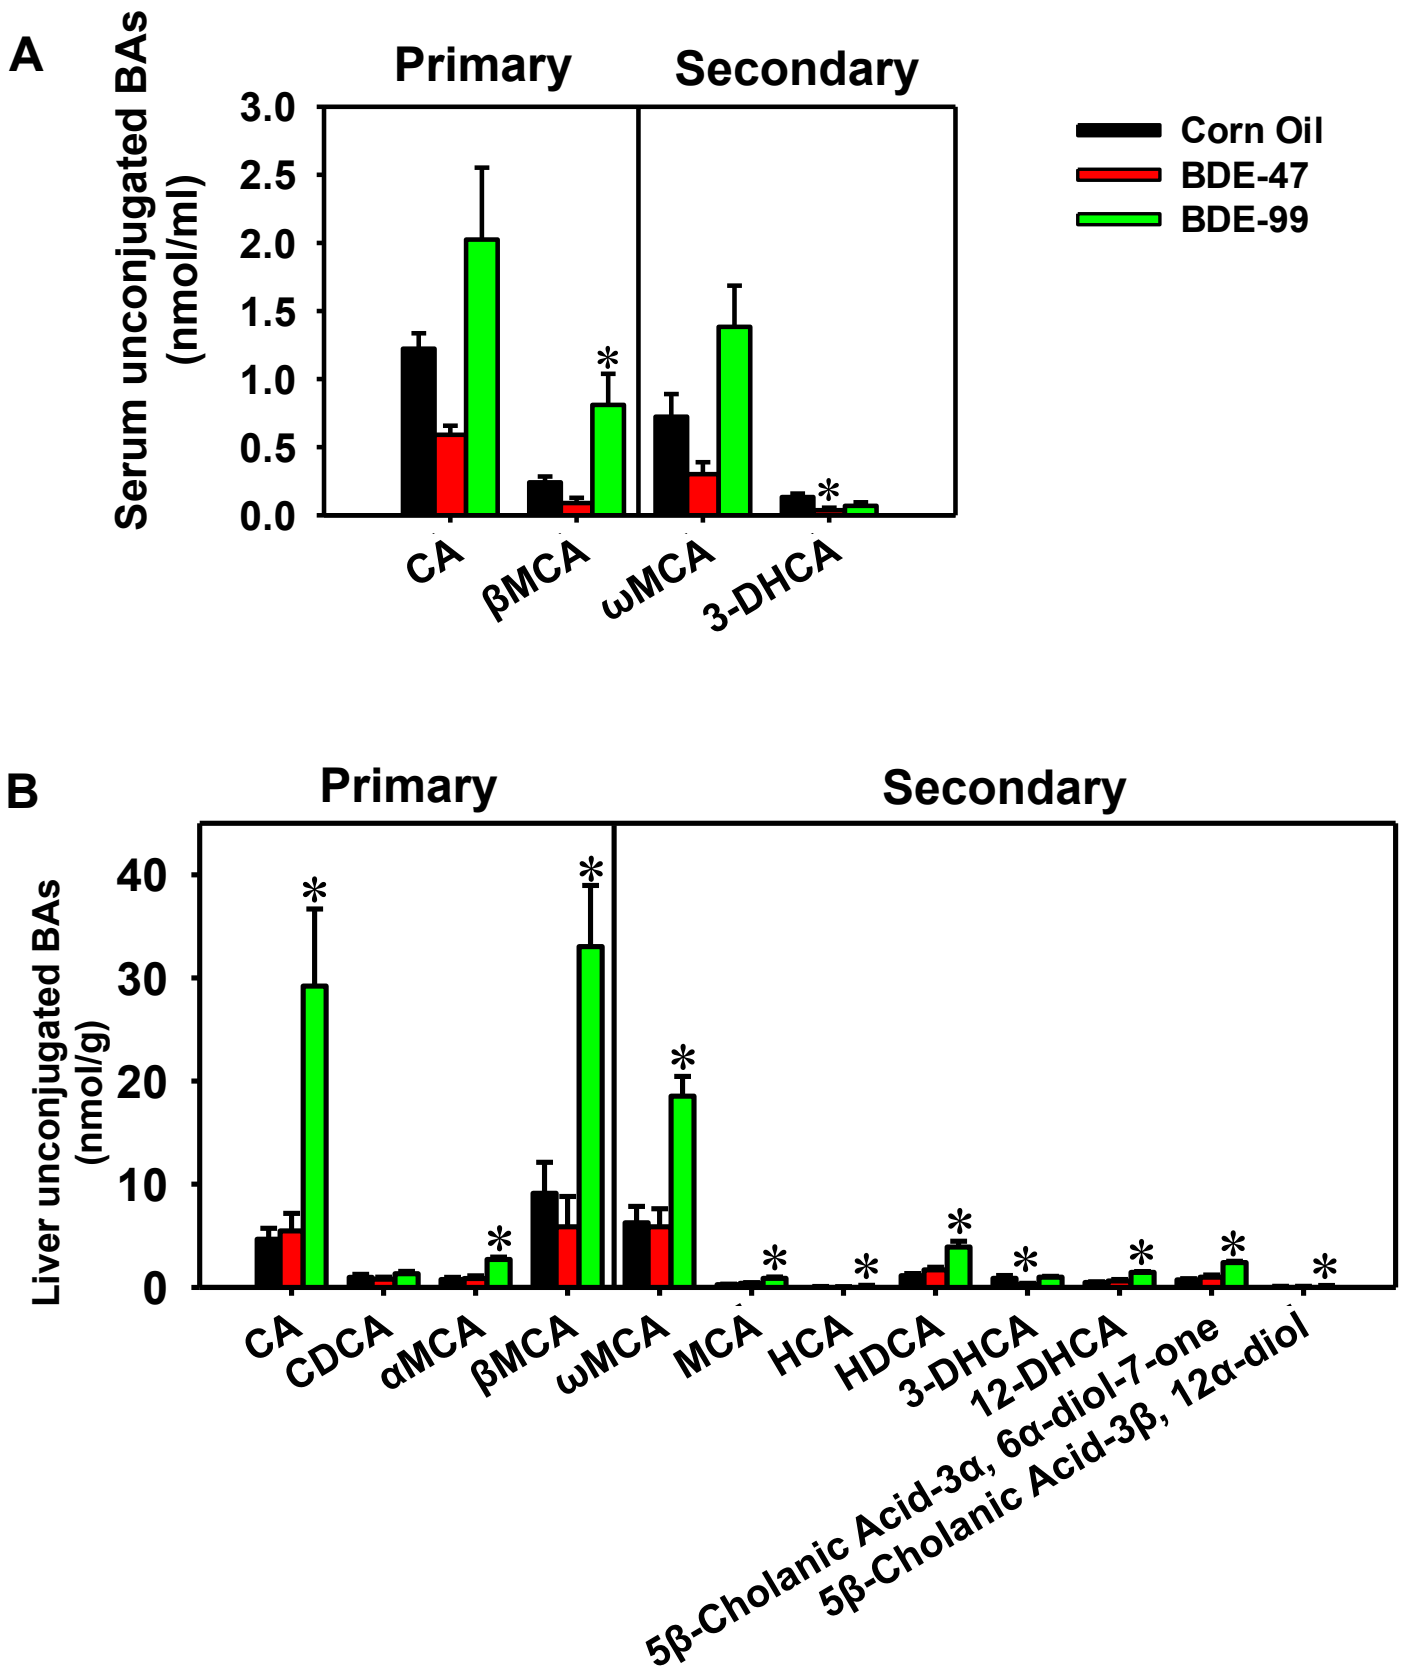 A
Primary
Secondary
Serum unconjugated BAs
(nmol/ml)
3.0
2.5
2.0
1.5
1.0
0.5
0.0
*
*
CA
βMCA
ωMCA
3-DHCA
Corn Oil
BDE-47
BDE-99
B
Primary
Secondary
Liver unconjugated BAs
(nmol/g)
40
30
20
10
0
*
*
*
*
*
*
*
*
*
*
*
CA
CDCA
αMCA
βMCA
ωMCA
MCA
HCA
HDCA
3-DHCA
12-DHCA
5β-Cholanic Acid-3α, 6α-diol-7-one
5β-Cholanic Acid-3β, 12α-diol